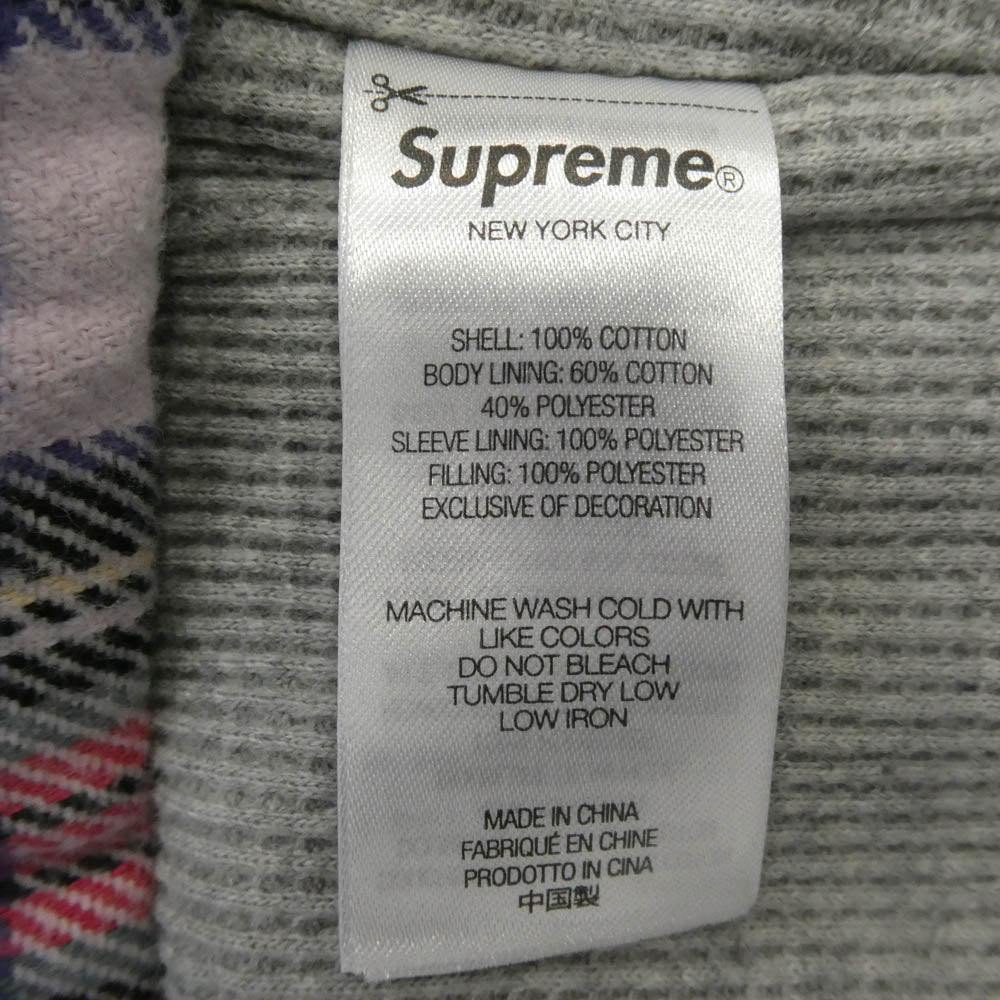 Supreme®
NEW YORK CITY
SHELL: 100% COTTON
BODY LINING: 60% COTTON
40% POLYESTER
SLEEVE LINING: 100% POLYESTER
FILLING: 100% POLYESTER
EXCLUSIVE OF DECORATION
MACHINE WASH COLD WITH
LIKE COLORS
DO NOT BLEACH
TUMBLE DRY LOW
LOW IRON
MADE IN CHINA
FABRIQUÉ EN CHINE
PRODOTTO IN CINA
中国製